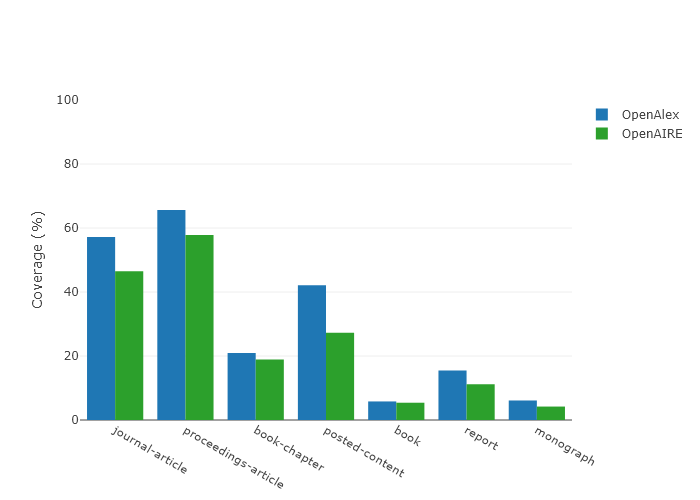 100
80
60
40
20
0
Coverage (%)
journal-article
proceedings-article
book-chapter
posted-content
book
report
monograph
OpenAlex
OpenAIRE